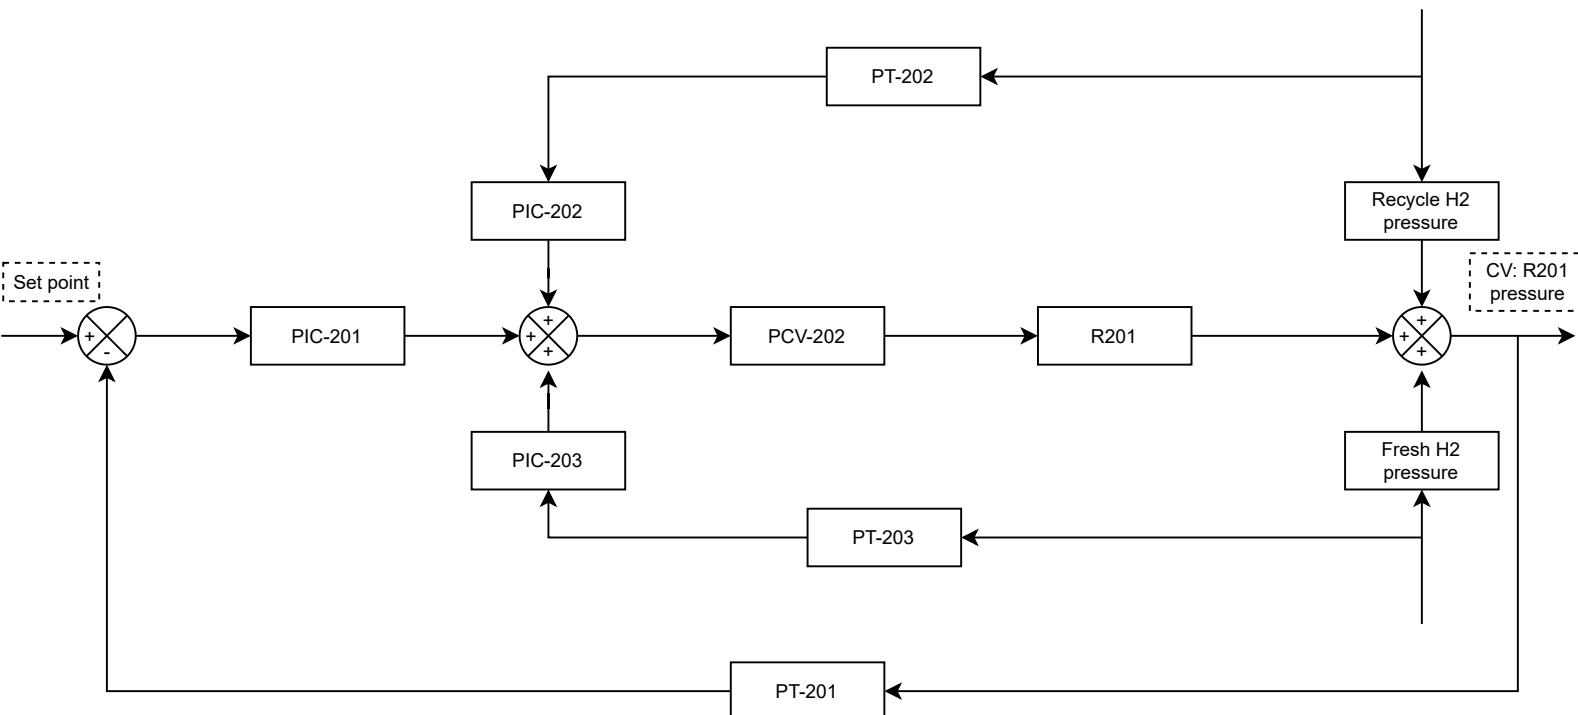 PT-202
PIC-202
Recycle H2
pressure
Set point
CV: R201
pressure
+
-
PIC-201
+
+
+
PCV-202
R201
+
+
+
PIC-203
Fresh H2
pressure
PT-203
PT-201